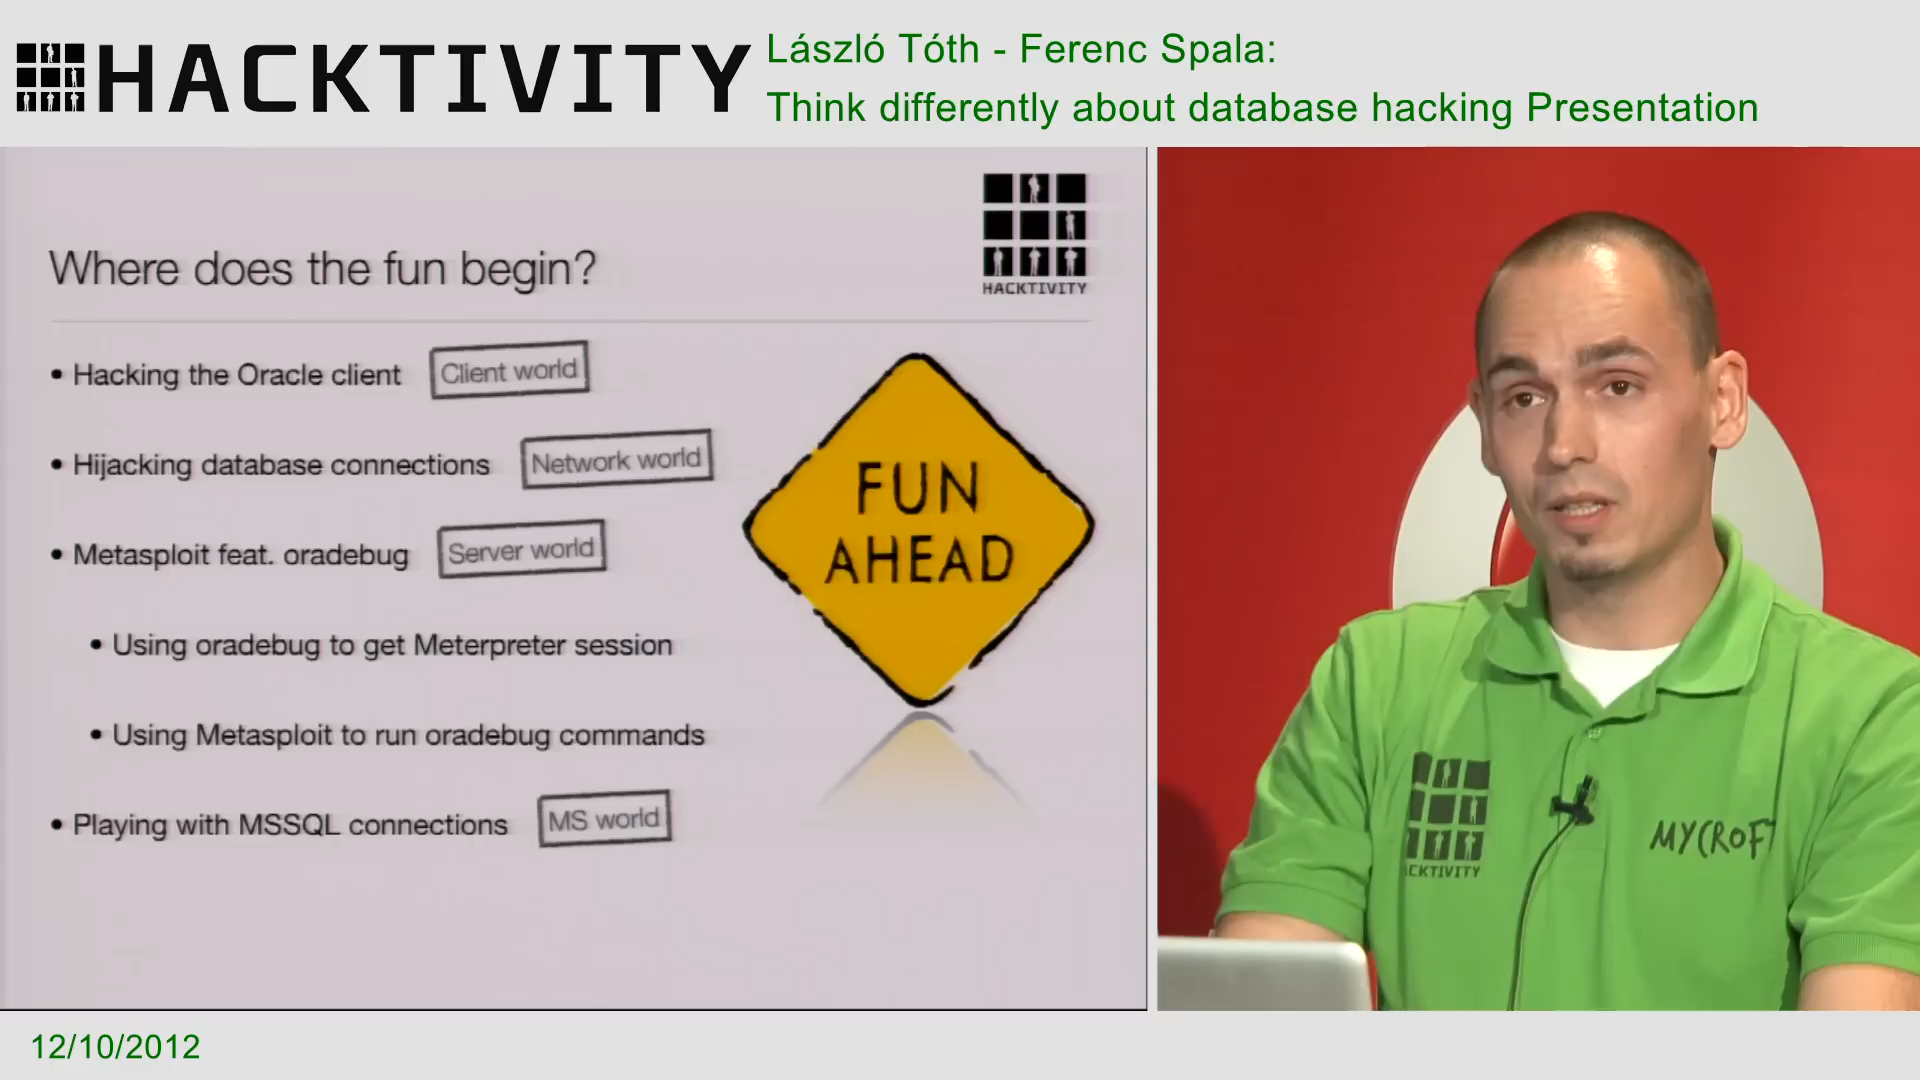 HACKTIVITY
László Tóth - Ferenc Spala:
Think differently about database hacking Presentation
HACKTIVITY
Where does the fun begin?
• Hacking the Oracle client
Client world
• Hijacking database connections
Network world
• Metasploit feat. oradebug
Server world
• Using oradebug to get Meterpreter session
• Using Metasploit to run oradebug commands
• Playing with MSSQL connections
MS world
FUN
AHEAD
CKTIVITY
MYCROFT
12/10/2012